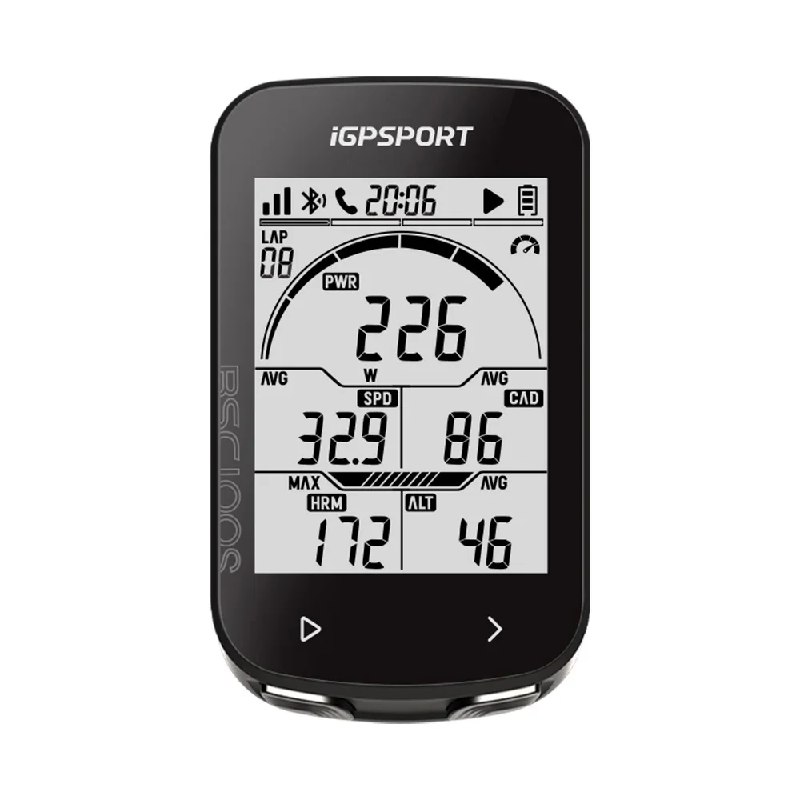 iGPSPORT
20:06
LAP
08
PWR
226
AVG W AVG
SPD CAD
32.9 86
MAX AVG
HRM ALT
172 46
BSC100S